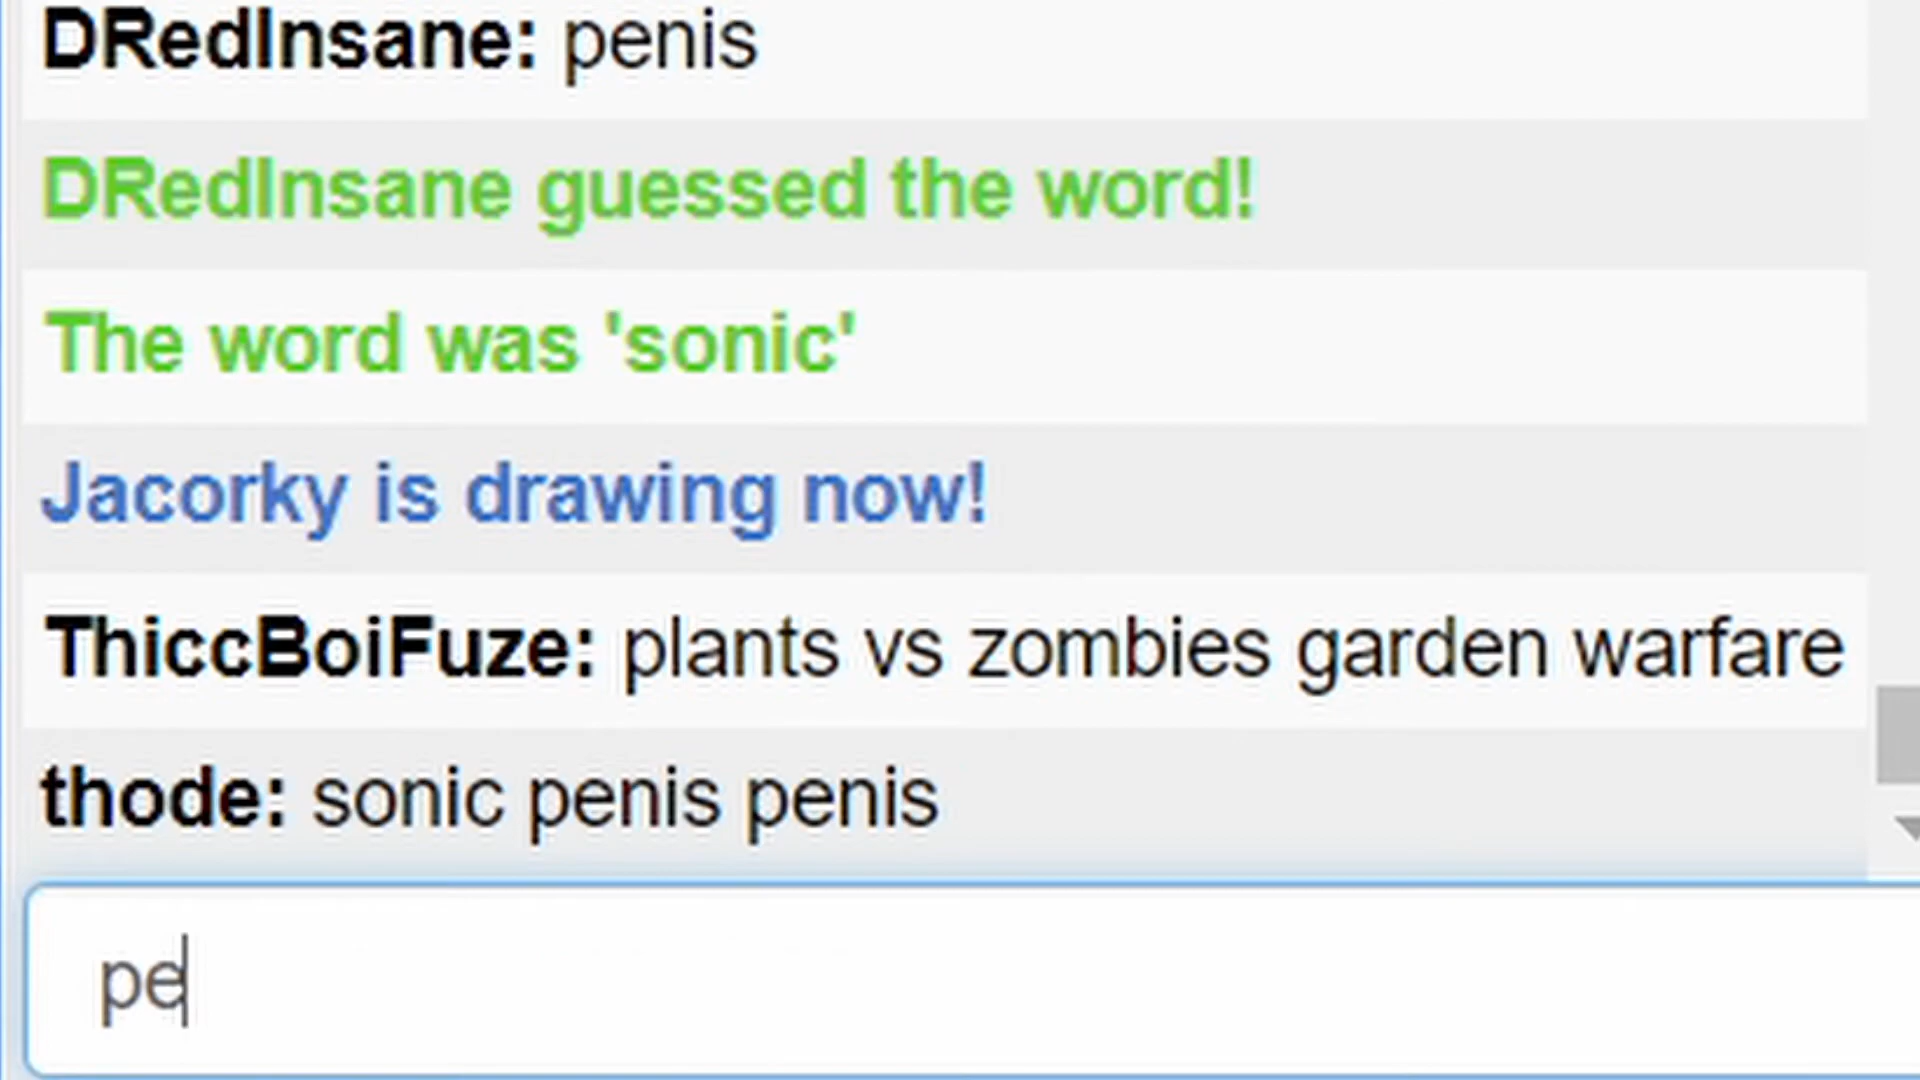 DRedInsane: penis
DRedInsane guessed the word!
The word was 'sonic'
Jacorky is drawing now!
ThiccBoiFuze: plants vs zombies garden warfare
thode: sonic penis penis
pe